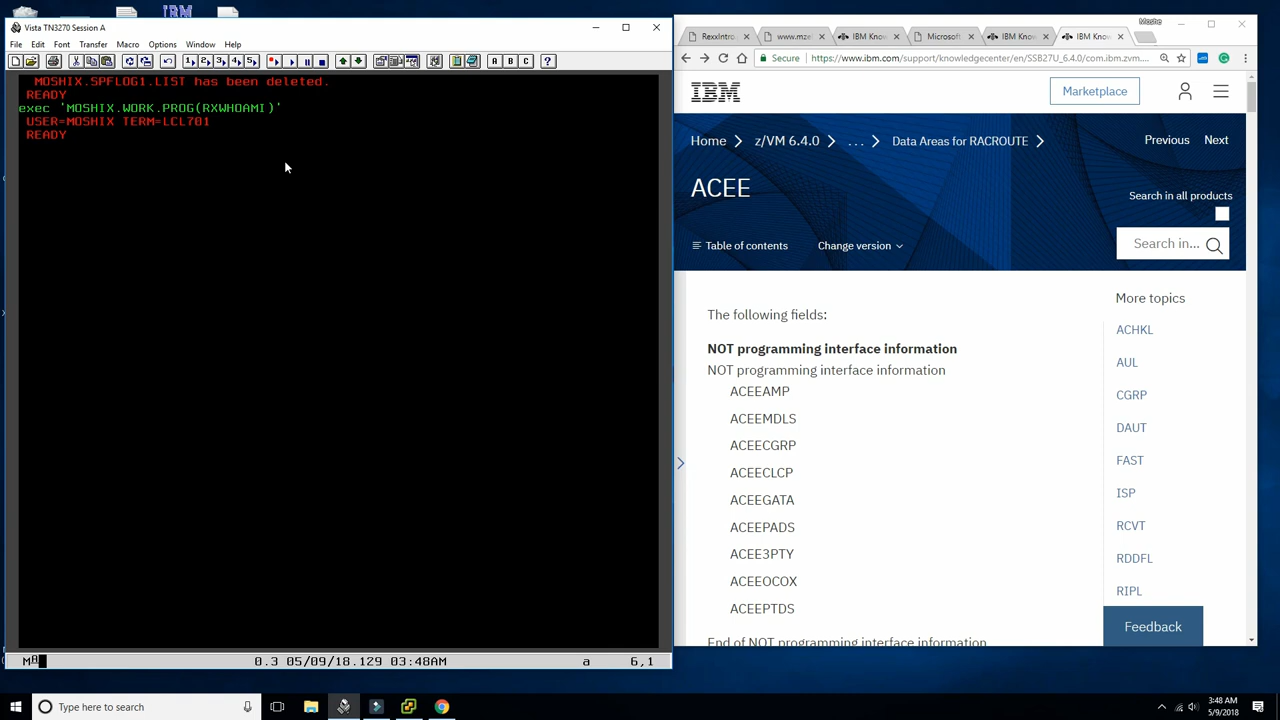 IBM
Vista TN3270 Session A
File Edit Font Transfer Macro Options Window Help
MOSHIX.SPFLOG1.LIST has been deleted.
READY
exec 'MOSHIX.WORK.PROG(RXWHOAMI)'
USER=MOSHIX TERM=LCL701
READY
0.3 05/09/18.129 03:48AM a 6,1
Moshe
RexxIntro. www.mze IBM Know Microsoft IBM Know IBM Know
Secure https://www.ibm.com/support/knowledgecenter/en/SSB27U_6.4.0/com.ibm.zvm.
IBM
Marketplace
Home z/VM 6.4.0 ... Data Areas for RACROUTE
Previous Next
ACEE
Search in all products
Table of contents Change version
Search in...
The following fields:
NOT programming interface information
NOT programming interface information
ACEEAMP
ACEEMDLS
ACEECGRP
ACEECLCP
ACEEGATA
ACEEPADS
ACEE3PTY
ACEEOCOX
ACEEPTDS
End of NOT programming interface information
More topics
ACHKL
AUL
CGRP
DAUT
FAST
ISP
RCVT
RDDFL
RIPL
Feedback
Type here to search
3:48 AM
5/9/2018